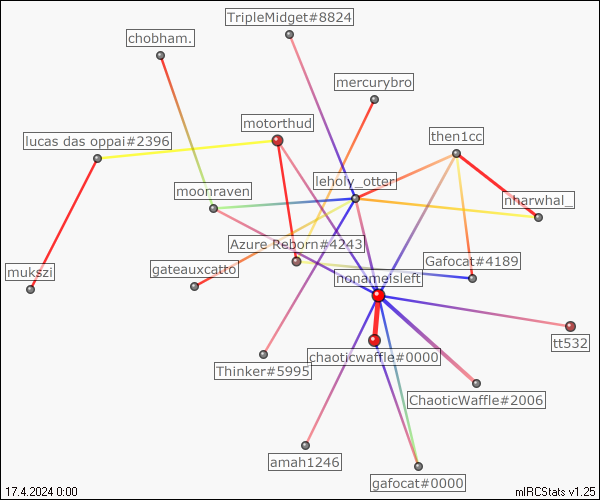 TripleMidget#8824
chobham.
mercurybro
motorthud
then1cc
lucas das oppai#2396
leholy_otter
moonraven
nharwhal_
Azure Reborn#4243
Gafocat#4189
gateauxcatto
mukszi
nonameisleft
tt532
chaoticwaffle#0000
Thinker#5995
ChaoticWaffle#2006
amah1246
gafocat#0000
17.4.2024 0:00
mIRCStats v1.25